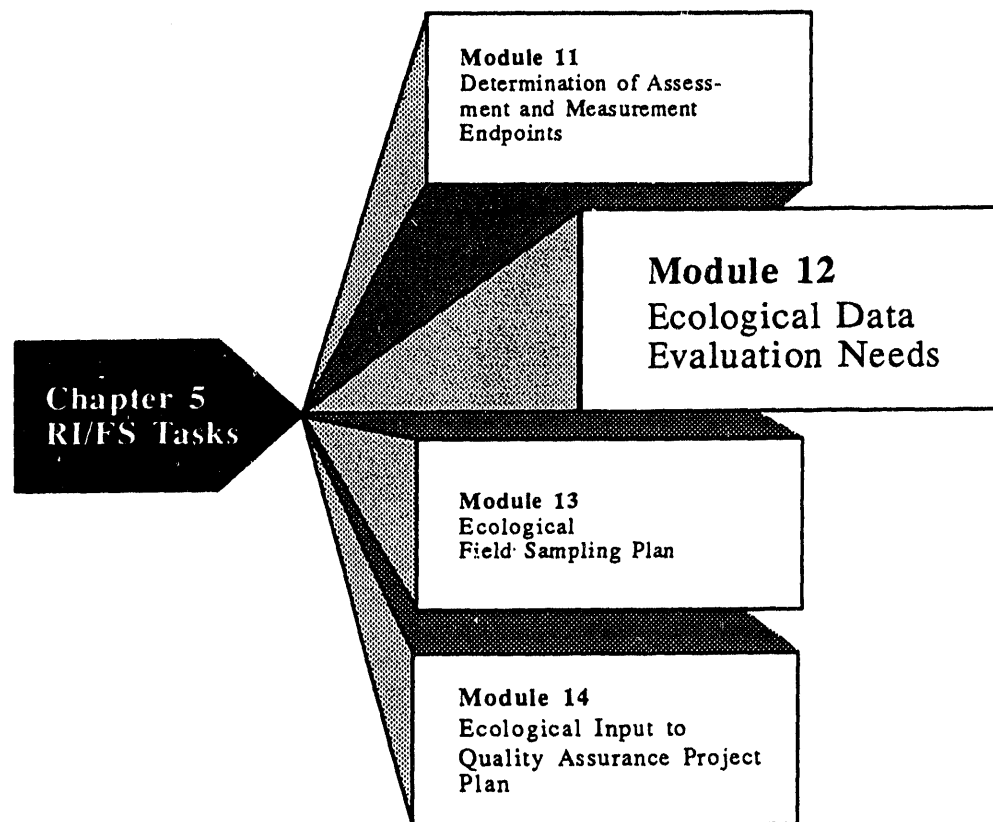 Module 11
Determination of Assess-
ment and Measurement
Endpoints
Module 12
Ecological Data
Evaluation Needs
Chapter 5
RI/FS Tasks
Module 13
Ecological
Field Sampling Plan
Module 14
Ecological Input to
Quality Assurance Project
Plan